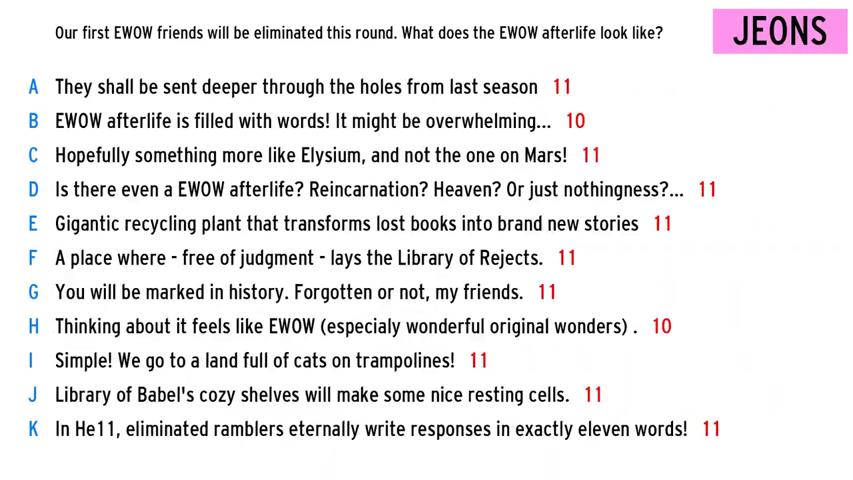 Our first EWOW friends will be eliminated this round. What does the EWOW afterlife look like?
JEONS
A They shall be sent deeper through the holes from last season 11
B EWOW afterlife is filled with words! It might be overwhelming... 10
C Hopefully something more like Elysium, and not the one on Mars! 11
D Is there even a EWOW afterlife? Reincarnation? Heaven? Or just nothingness?... 11
E Gigantic recycling plant that transforms lost books into brand new stories 11
F A place where - free of judgment - lays the Library of Rejects. 11
G You will be marked in history. Forgotten or not, my friends. 11
H Thinking about it feels like EWOW (especialy wonderful original wonders) . 10
I Simple! We go to a land full of cats on trampolines! 11
J Library of Babel's cozy shelves will make some nice resting cells. 11
K In He11, eliminated ramblers eternally write responses in exactly eleven words! 11